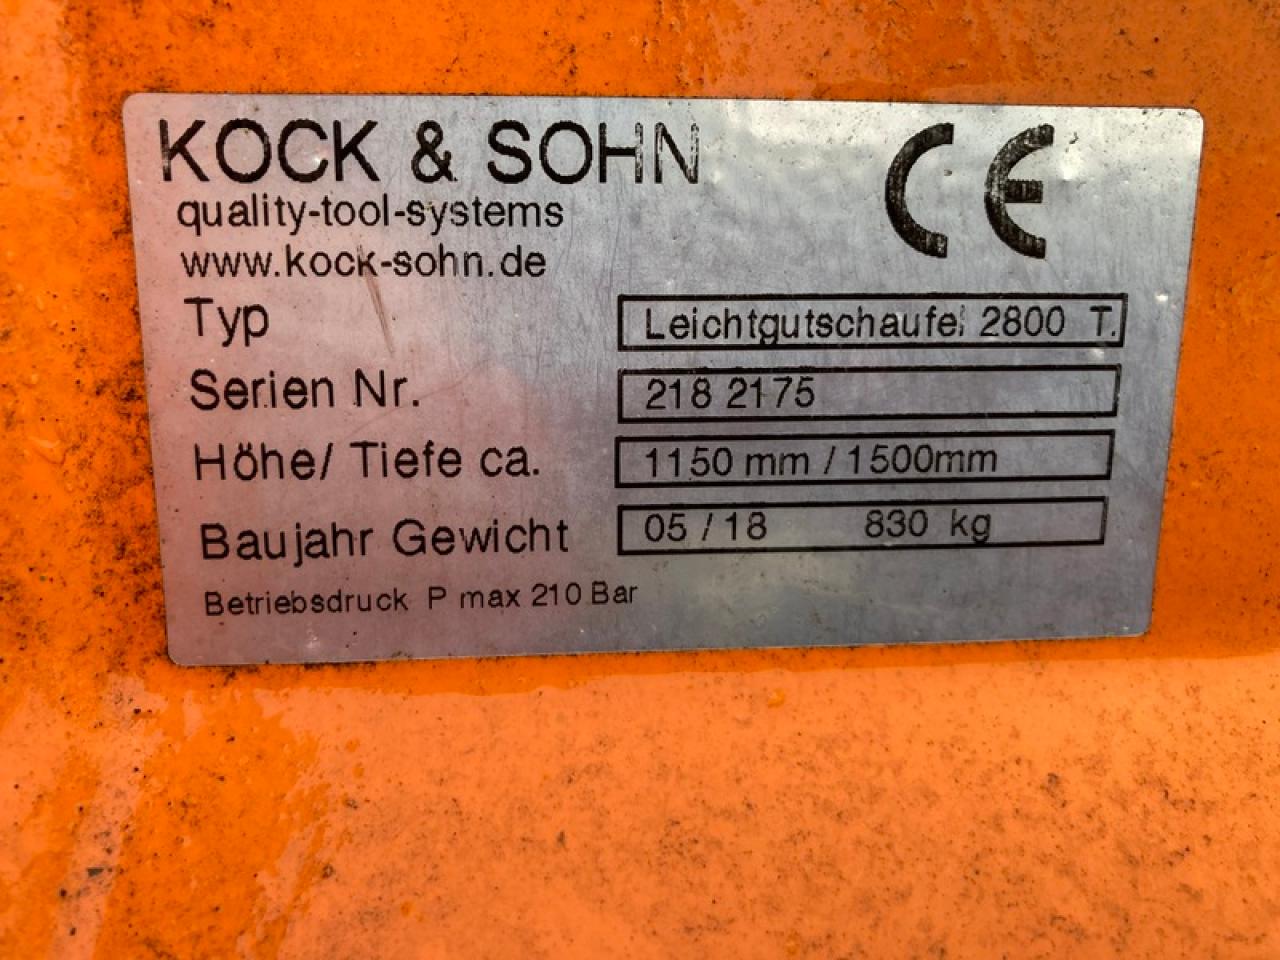 KOCK & SOHN
quality-tool-systems
www.kock-sohn.de
CE
Typ Leichtgutschaufel 2800 T.
Serien Nr. 218 2175
Höhe/ Tiefe ca. 1150 mm / 1500mm
Baujahr Gewicht 05 / 18 830 kg
Betriebsdruck P max 210 Bar